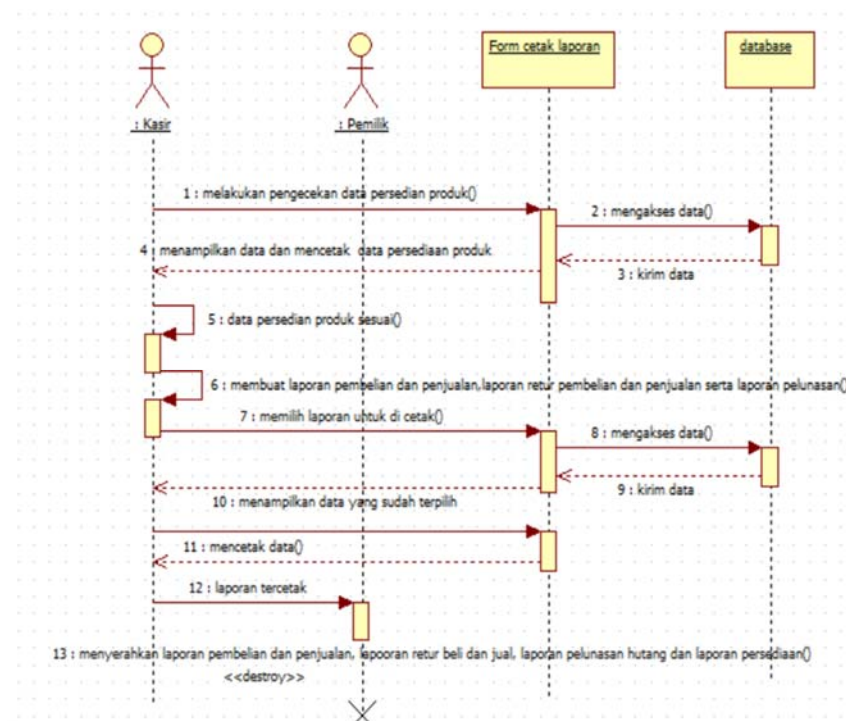 Form cetak laporan
database
: Kasir
: Pemilik
1 : melakukan pengecekan data persedian produk()
2 : mengakses data()
4 : menampilkan data dan mencetak data persediaan produk
3 : kirim data
5 : data persedian produk sesuai()
6 : membuat laporan pembelian dan penjualan,laporan retur pembelian dan penjualan serta laporan pelunasan()
7 : memilih laporan untuk di cetak()
8 : mengakses data()
9 : kirim data
10 : menampilkan data yang sudah terpilih
11 : mencetak data()
12 : laporan tercetak
13 : menyerahkan laporan pembelian dan penjualan, lapooran retur beli dan jual, laporan pelunasan hutang dan laporan persediaan()
<<destroy>>